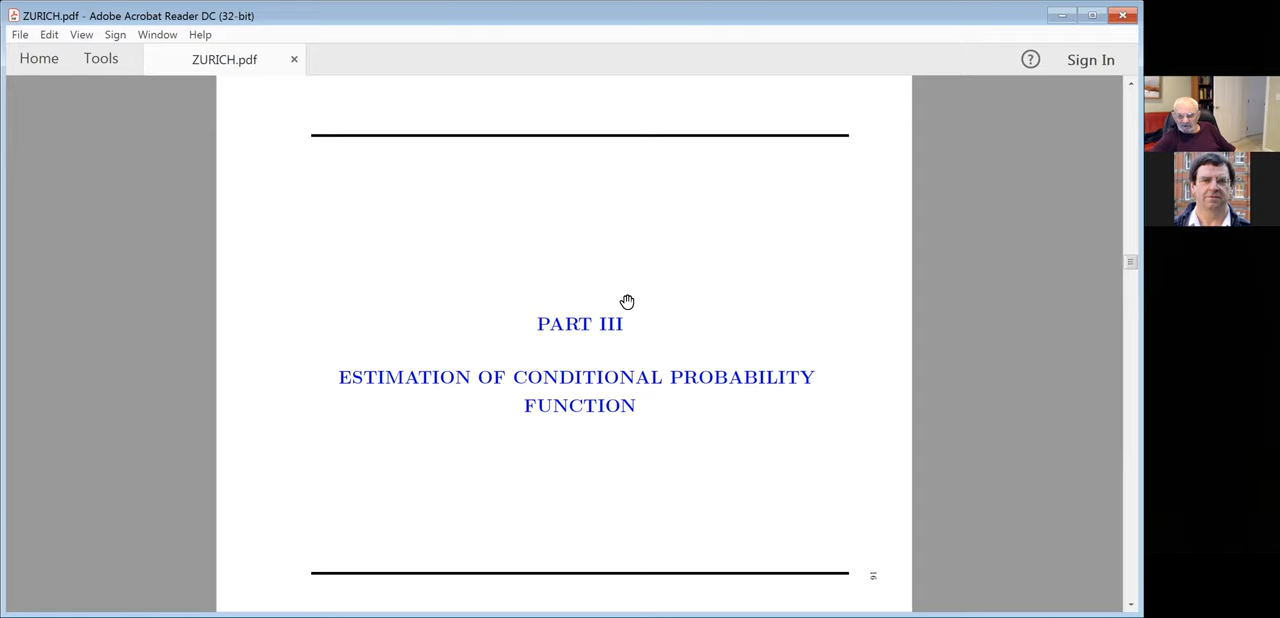 ZURICH.pdf - Adobe Acrobat Reader DC (32-bit)
File Edit View Sign Window Help
Home Tools ZURICH.pdf × ? Sign In
PART III
ESTIMATION OF CONDITIONAL PROBABILITY
FUNCTION
16